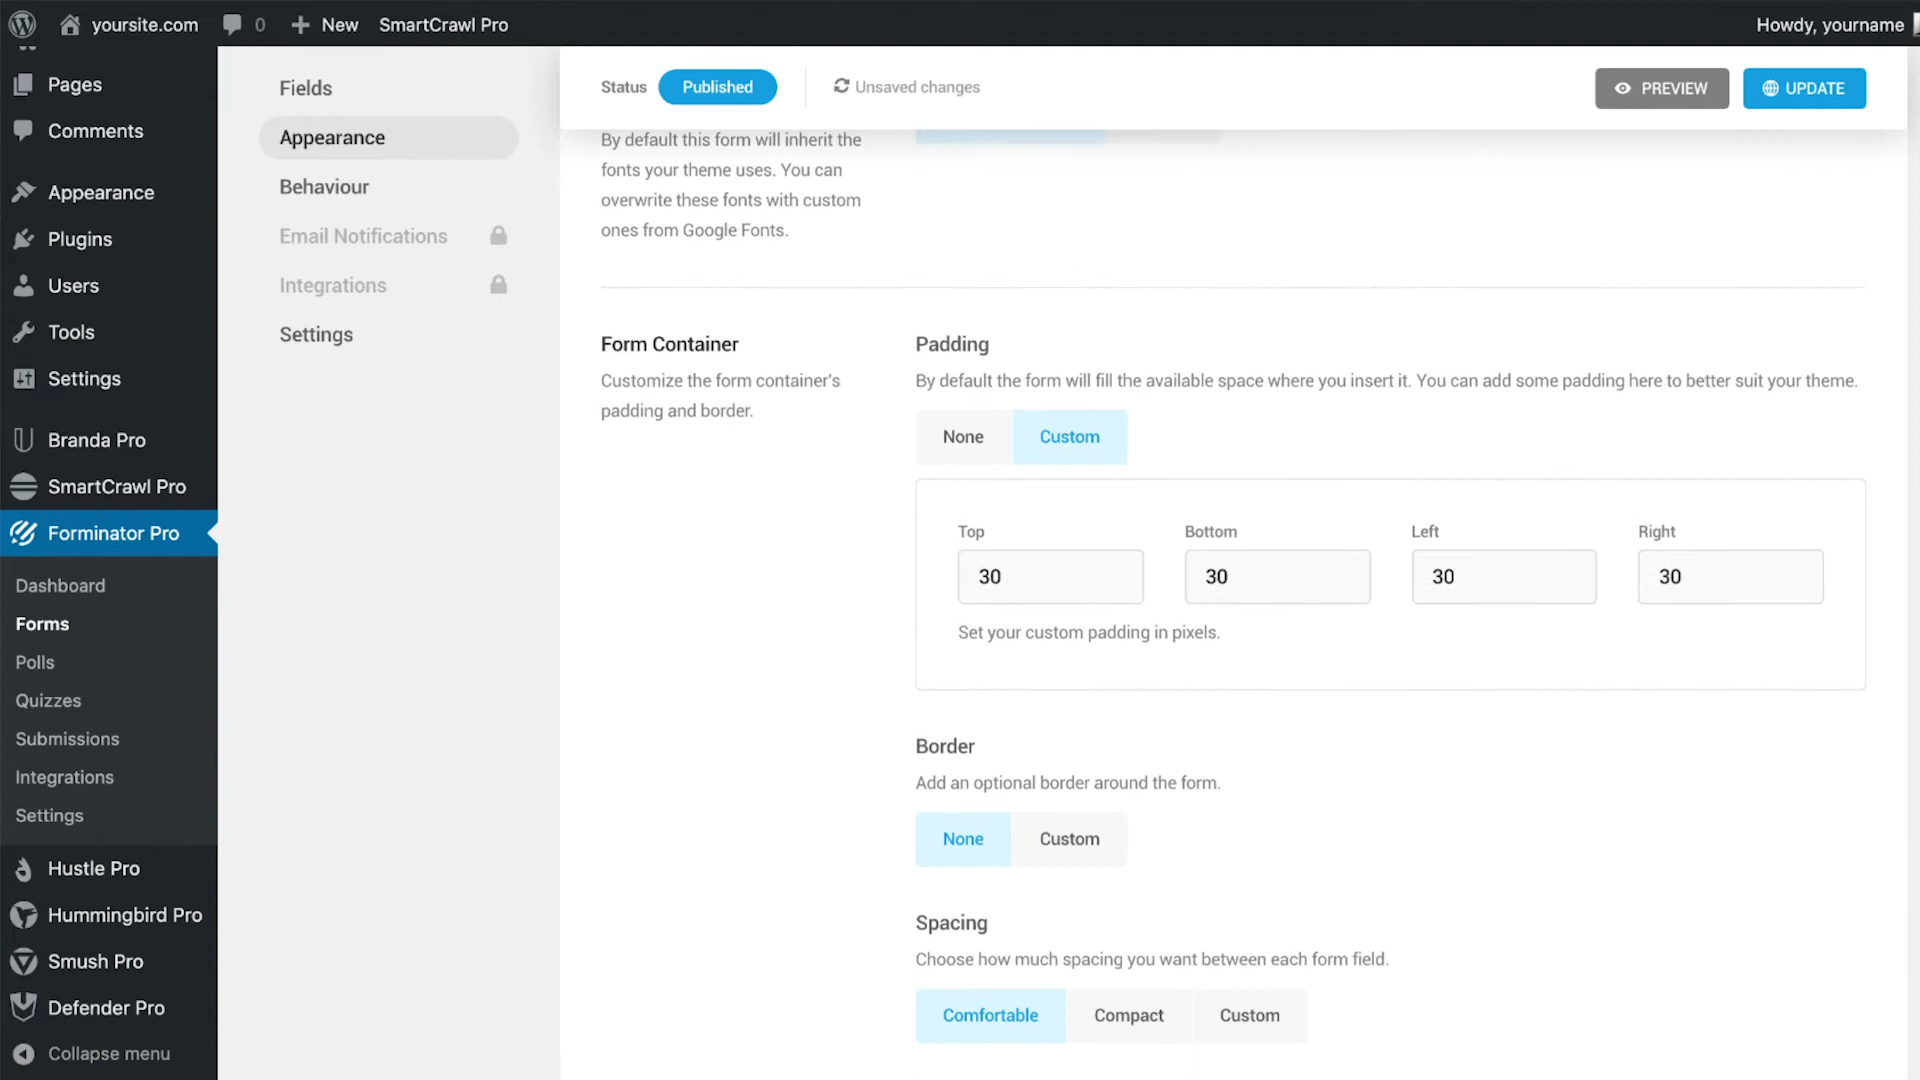 yoursite.com
0
New
SmartCrawl Pro
Howdy, yourname
Pages
Comments
Appearance
Plugins
Users
Tools
Settings
Branda Pro
SmartCrawl Pro
Forminator Pro
Dashboard
Forms
Polls
Quizzes
Submissions
Integrations
Settings
Hustle Pro
Hummingbird Pro
Smush Pro
Defender Pro
Collapse menu
Fields
Appearance
Behaviour
Email Notifications
Integrations
Settings
Status
Published
Unsaved changes
PREVIEW
UPDATE
By default this form will inherit the
fonts your theme uses. You can
overwrite these fonts with custom
ones from Google Fonts.
Form Container
Customize the form container's
padding and border.
Padding
By default the form will fill the available space where you insert it. You can add some padding here to better suit your theme.
None
Custom
Top
Bottom
Left
Right
30
30
30
30
Set your custom padding in pixels.
Border
Add an optional border around the form.
None
Custom
Spacing
Choose how much spacing you want between each form field.
Comfortable
Compact
Custom